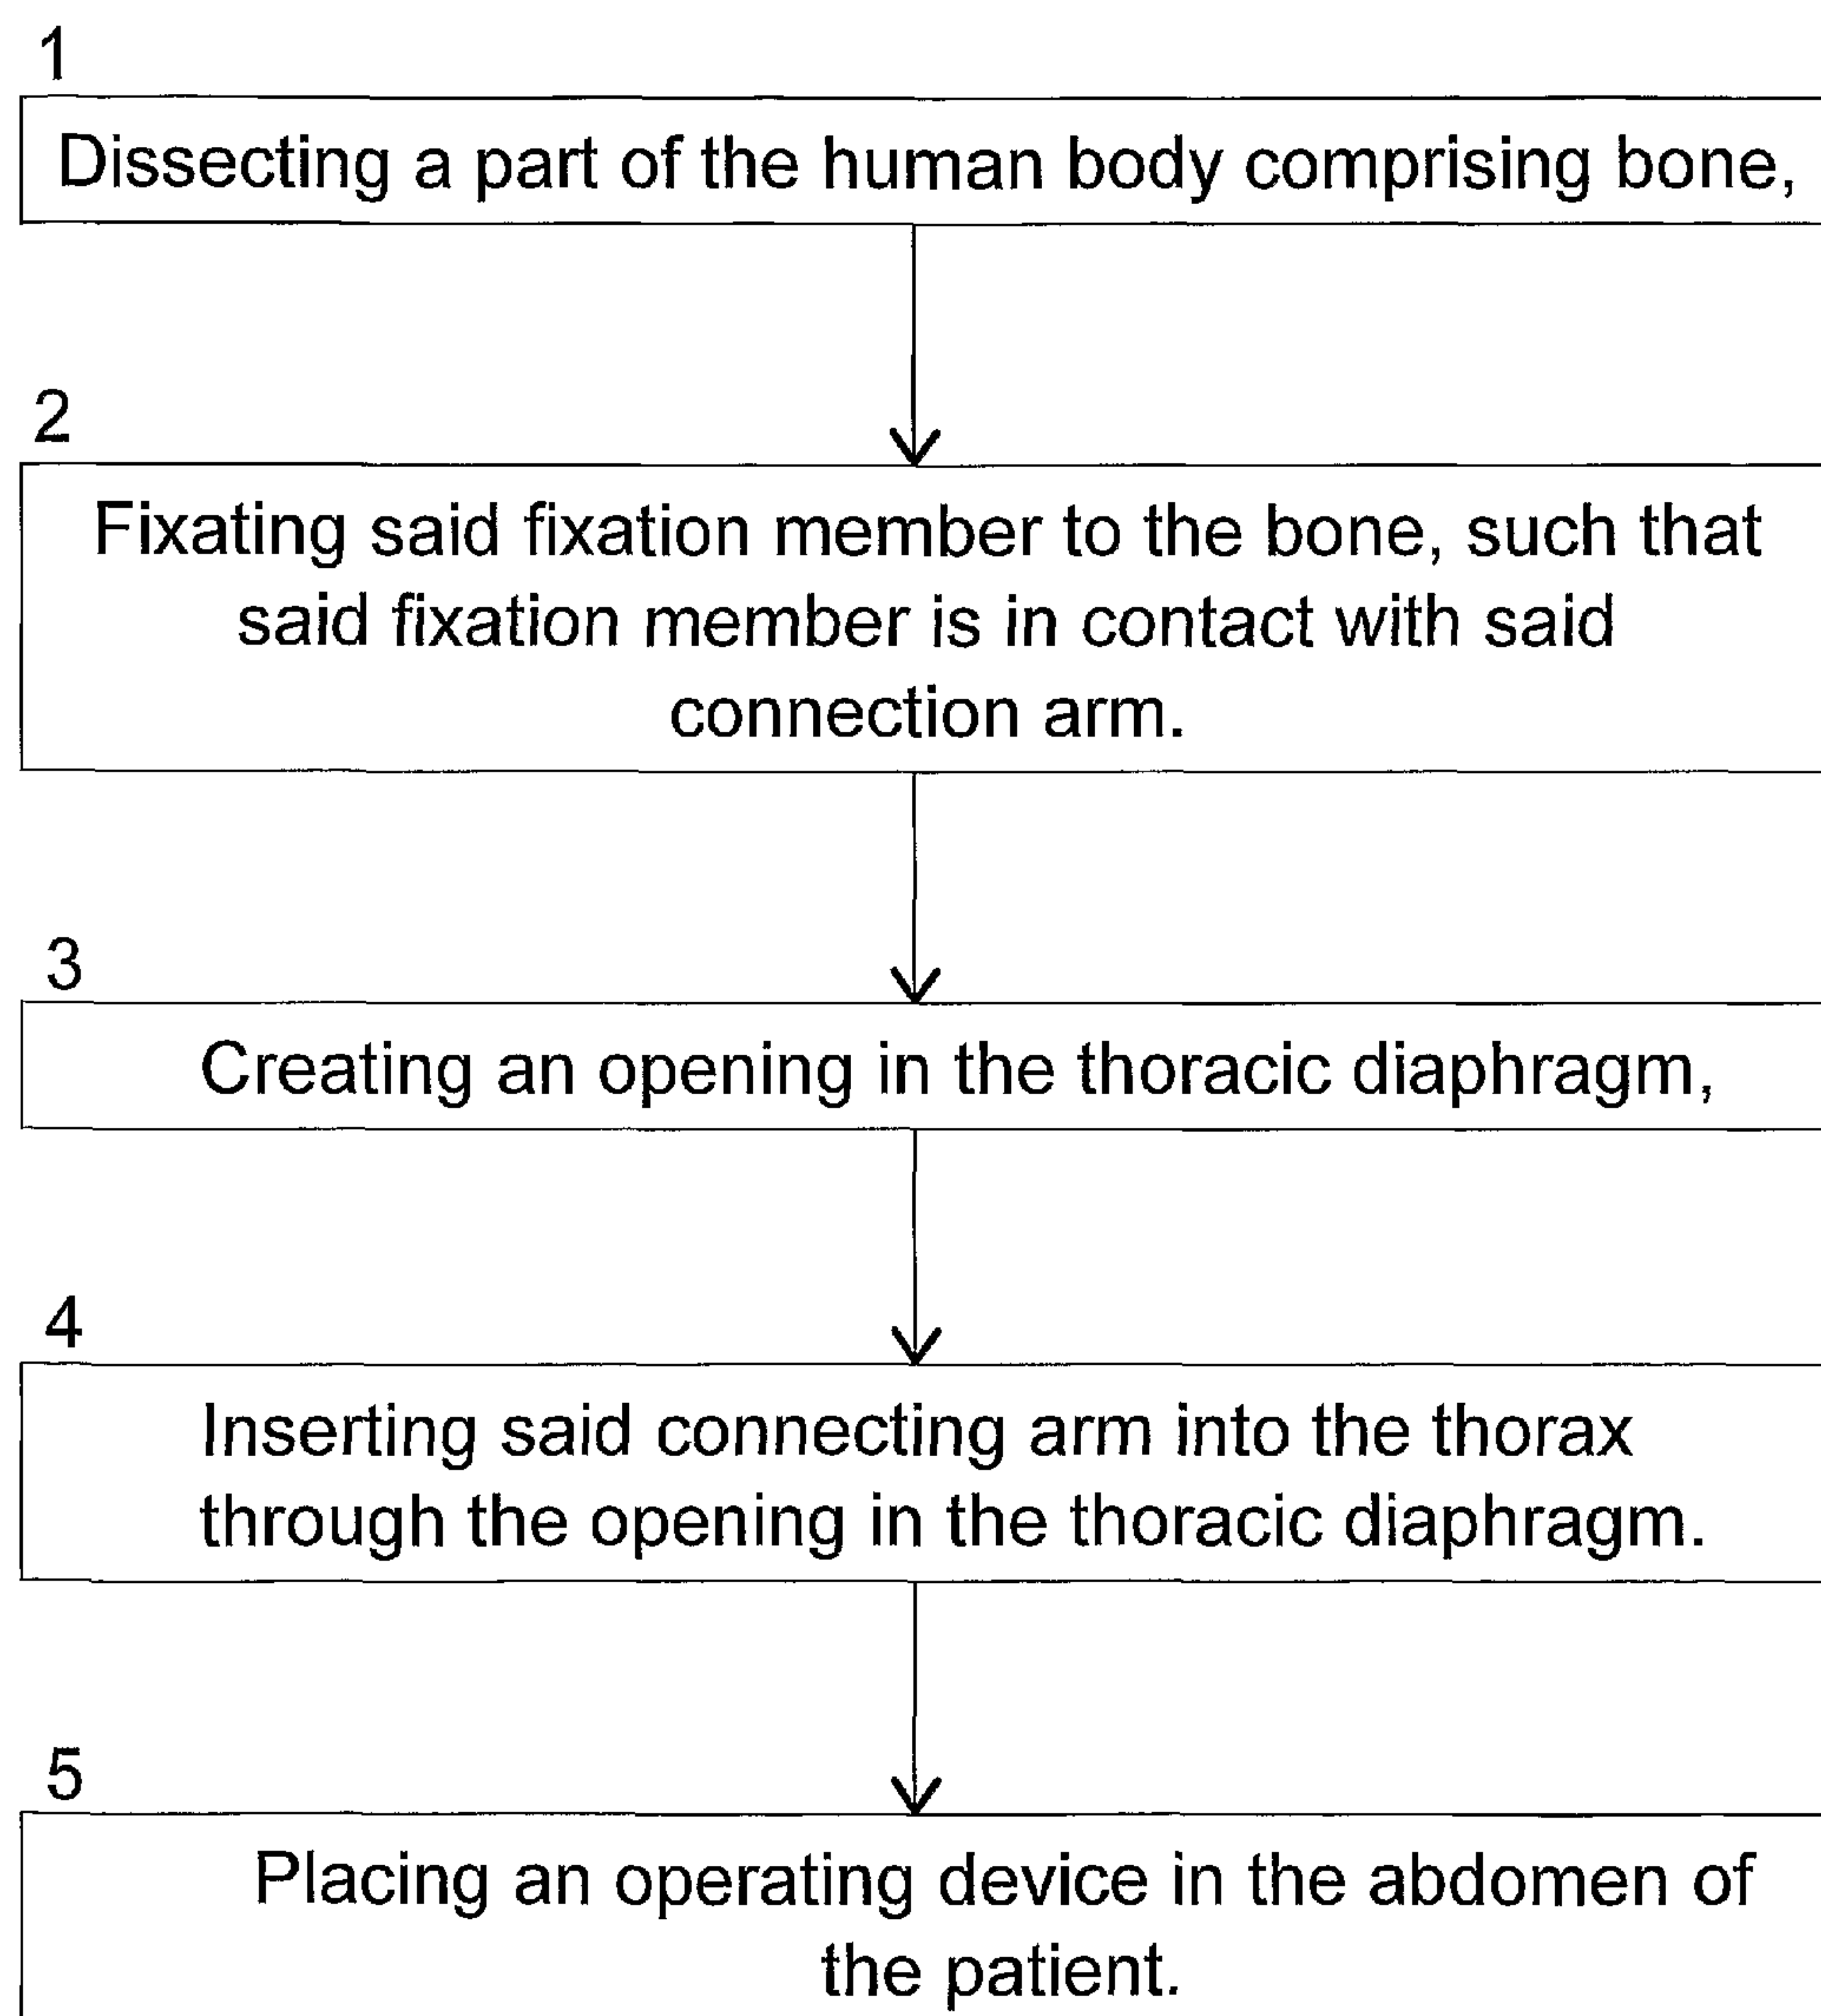 1
Dissecting a part of the human body comprising bone,
2
Fixating said fixation member to the bone, such that
said fixation member is in contact with said
connection arm.
3
Creating an opening in the thoracic diaphragm,
4
Inserting said connecting arm into the thorax
through the opening in the thoracic diaphragm.
5
Placing an operating device in the abdomen of
the patient.